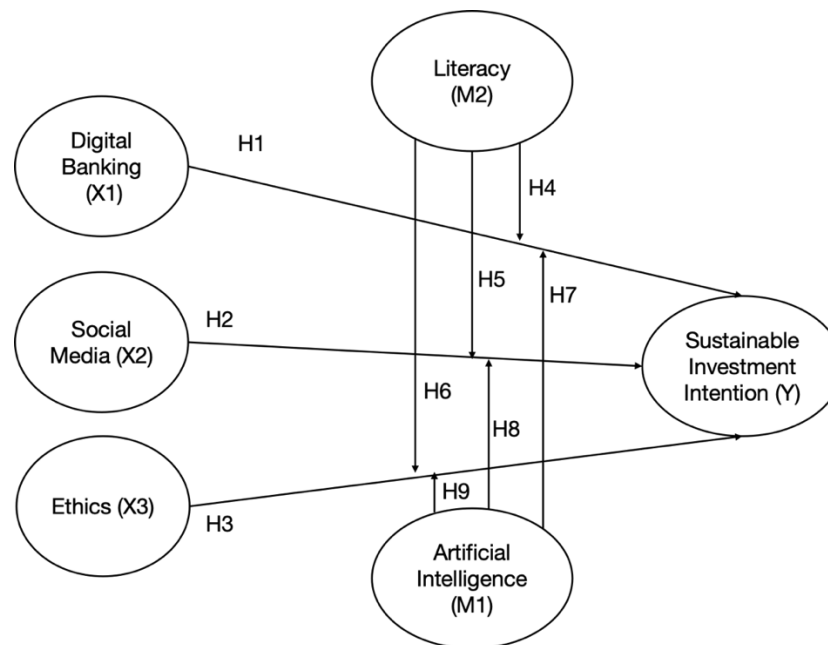 Literacy
(M2)
Digital
Banking
(X1)
H1
H4
H5
H7
Social
Media (X2)
H2
Sustainable
Investment
Intention (Y)
H6
H8
Ethics (X3)
H3
H9
Artificial
Intelligence
(M1)